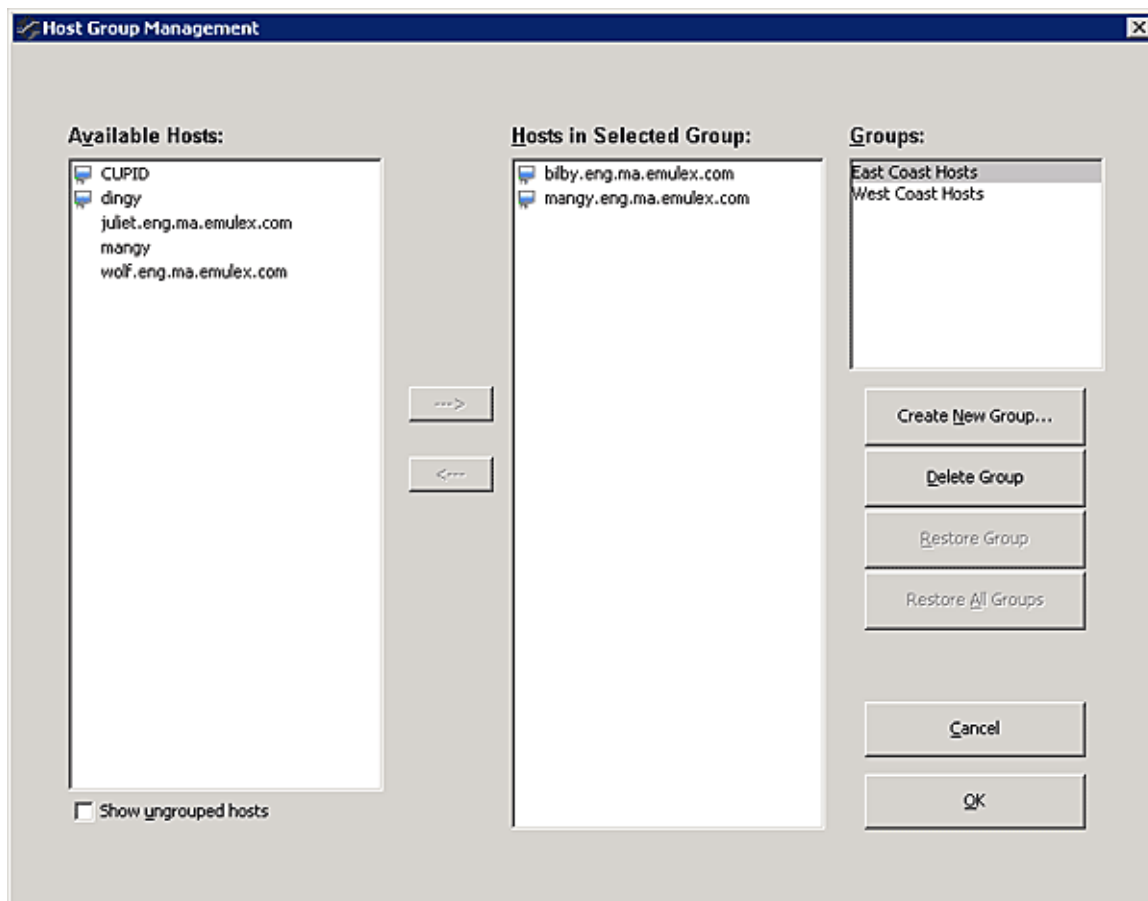 Host Group Management
Available Hosts:
CUPID
dingy
juliet.eng.ma.emulex.com
mangy
wolf.eng.ma.emulex.com
Show ungrouped hosts
--->
<---
Hosts in Selected Group:
bilby.eng.ma.emulex.com
mangy.eng.ma.emulex.com
Groups:
East Coast Hosts
West Coast Hosts
Create New Group...
Delete Group
Restore Group
Restore All Groups
Cancel
OK